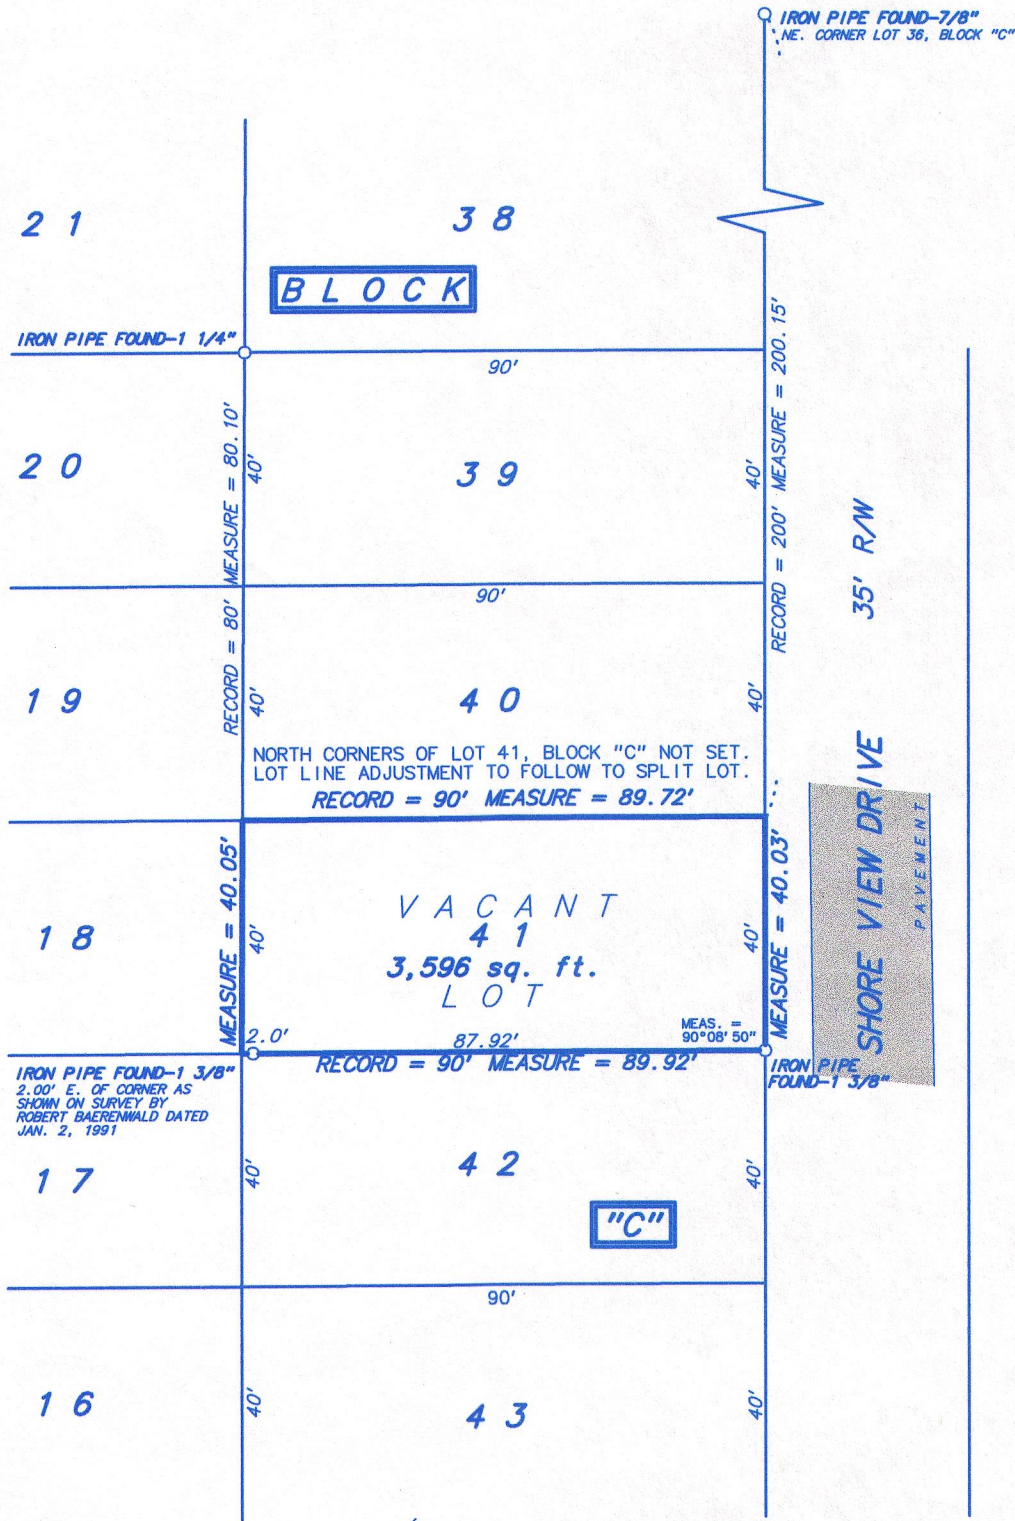 IRON PIPE FOUND-7/8"
NE. CORNER LOT 36, BLOCK "C"
2 1
3 8
BLOCK
IRON PIPE FOUND-1 1/4"
90'
RECORD = 200' MEASURE = 200.15'
RECORD = 80' MEASURE = 80.10'
2 0
40'
3 9
40'
35' R/W
90'
1 9
40'
4 0
40'
NORTH CORNERS OF LOT 41, BLOCK "C" NOT SET.
LOT LINE ADJUSTMENT TO FOLLOW TO SPLIT LOT.
RECORD = 90' MEASURE = 89.72'
SHORE VIEW DRIVE
PAVEMENT
MEASURE = 40.05'
MEASURE = 40.03'
1 8
40'
VACANT
4 1
3,596 sq. ft.
LOT
40'
2.0'
87.92'
MEAS. =
90°08'50"
RECORD = 90' MEASURE = 89.92'
IRON PIPE
FOUND-1 3/8"
IRON PIPE FOUND-1 3/8"
2.00' E. OF CORNER AS
SHOWN ON SURVEY BY
ROBERT BAERENWALD DATED
JAN. 2, 1991
1 7
40'
4 2
40'
"C"
90'
1 6
40'
4 3
40'